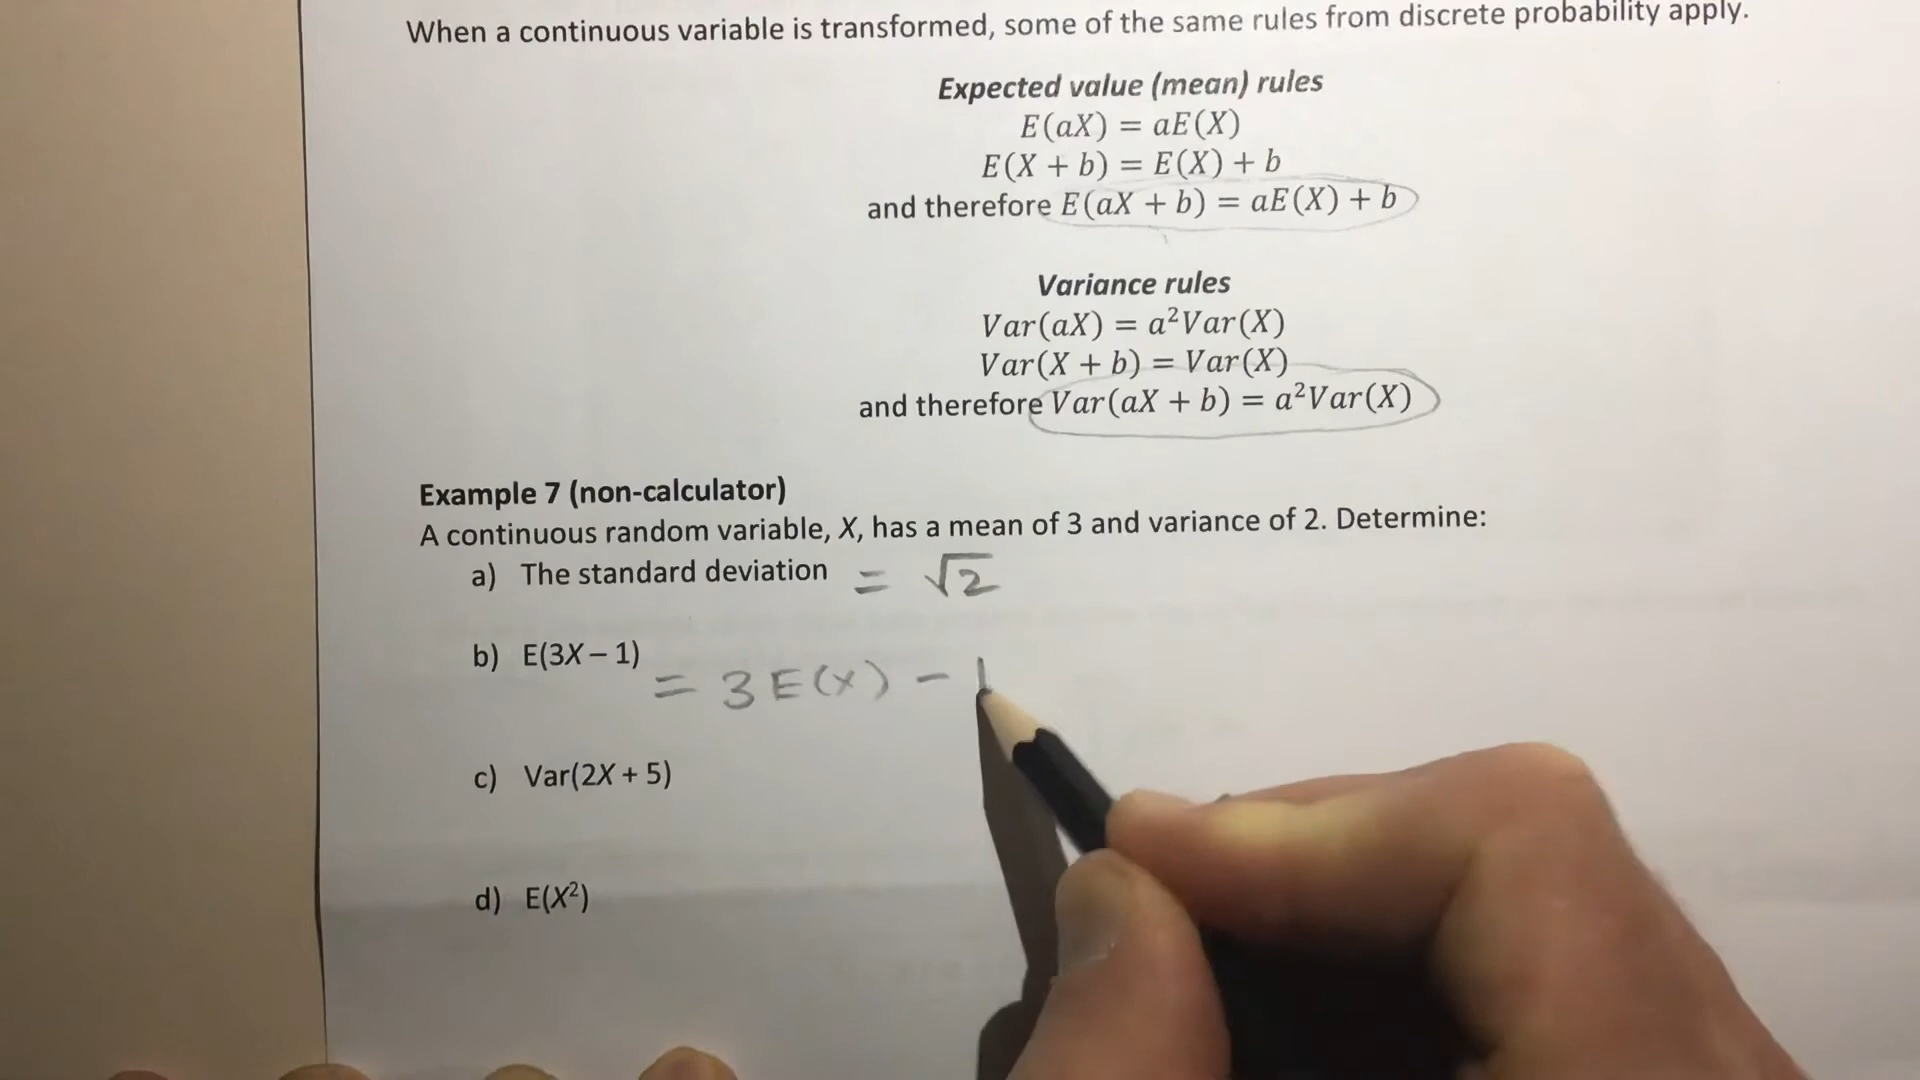 When a continuous variable is transformed, some of the same rules from discrete probability apply.
Expected value (mean) rules
E(aX) = aE(X)
E(X + b) = E(X) + b
and therefore E(aX + b) = aE(X) + b
Variance rules
Var(aX) = a²Var(X)
Var(X + b) = Var(X)
and therefore Var(aX + b) = a²Var(X)
Example 7 (non-calculator)
A continuous random variable, X, has a mean of 3 and variance of 2. Determine:
a) The standard deviation = √2
b) E(3X – 1) = 3E(X) – 1
c) Var(2X + 5)
d) E(X²)